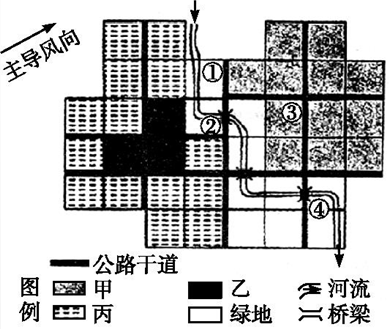 主导风向
①
②
③
④
公路干道
图例
甲
乙
河流
丙
绿地
桥梁